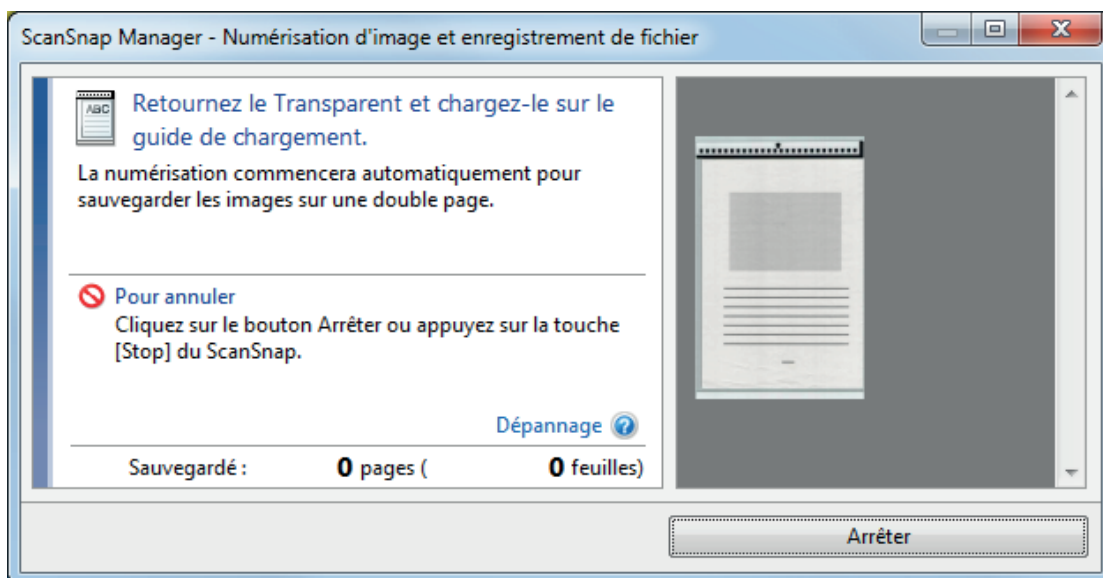 ScanSnap Manager - Numérisation d'image et enregistrement de fichier
ABC
Retournez le Transparent et chargez-le sur le
guide de chargement.
La numérisation commencera automatiquement pour
sauvegarder les images sur une double page.
Pour annuler
Cliquez sur le bouton Arrêter ou appuyez sur la touche
[Stop] du ScanSnap.
Dépannage ?
Sauvegardé : 0 pages ( 0 feuilles)
Arrêter